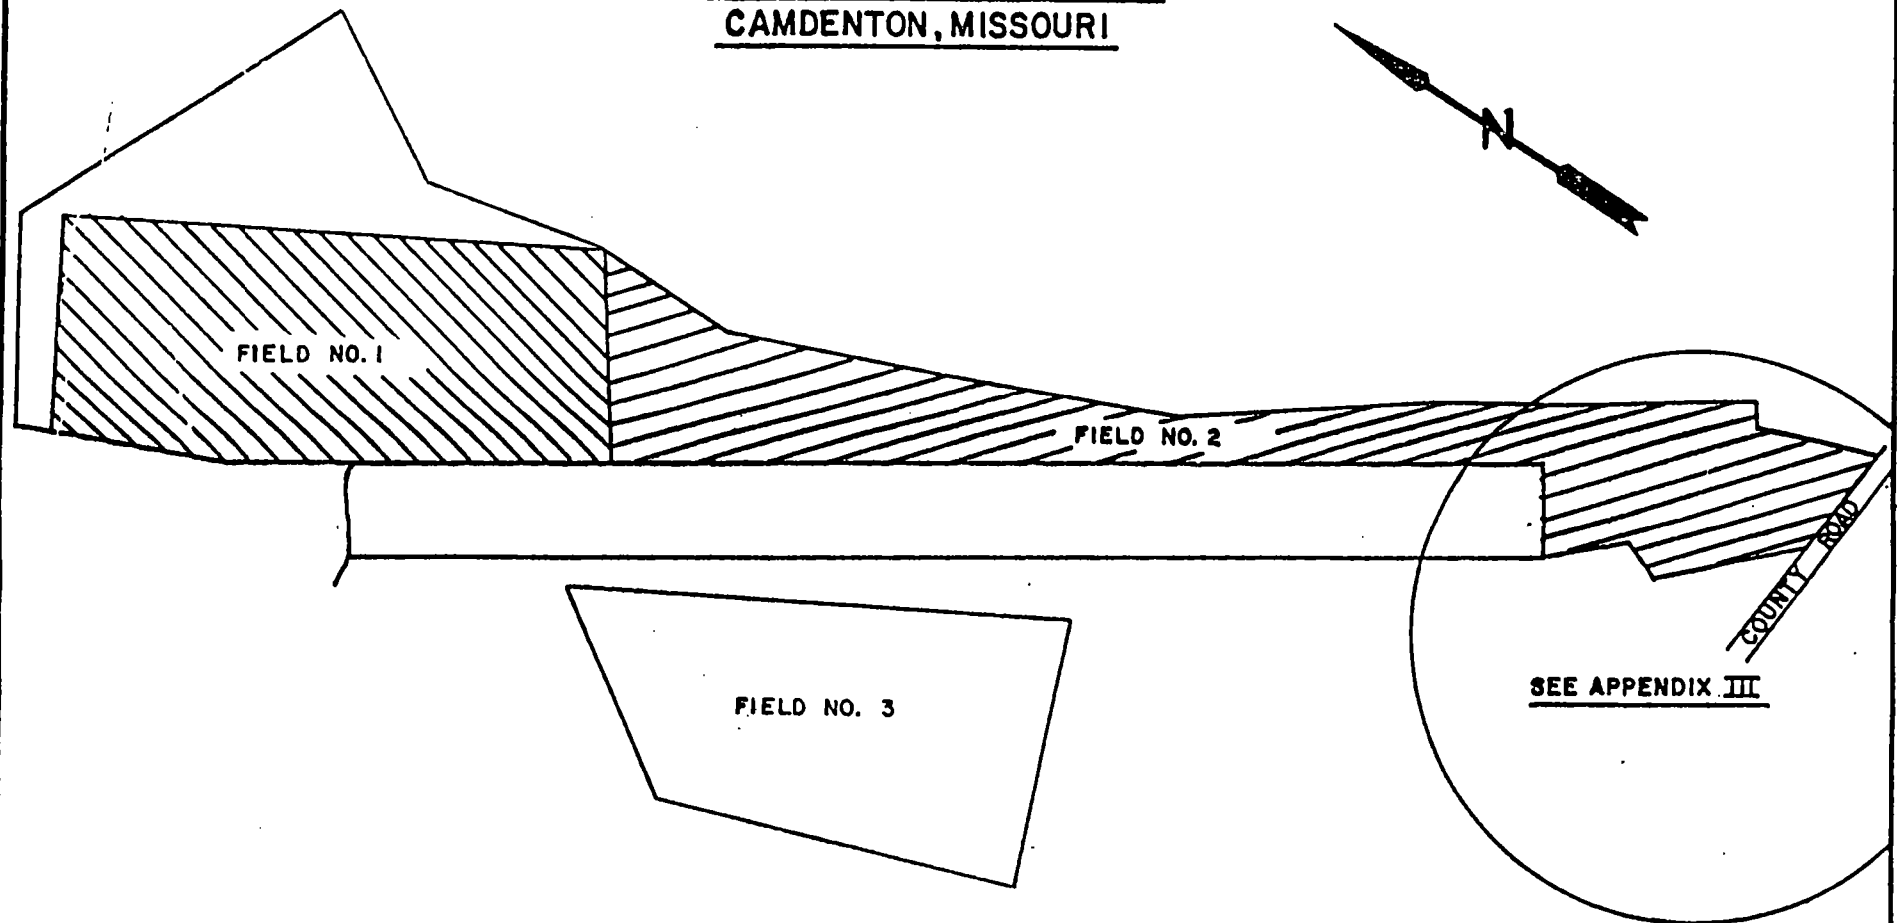 CAMDENTON, MISSOURI
N
FIELD NO. 1
FIELD NO. 2
COUNTY ROAD
SEE APPENDIX III
FIELD NO. 3